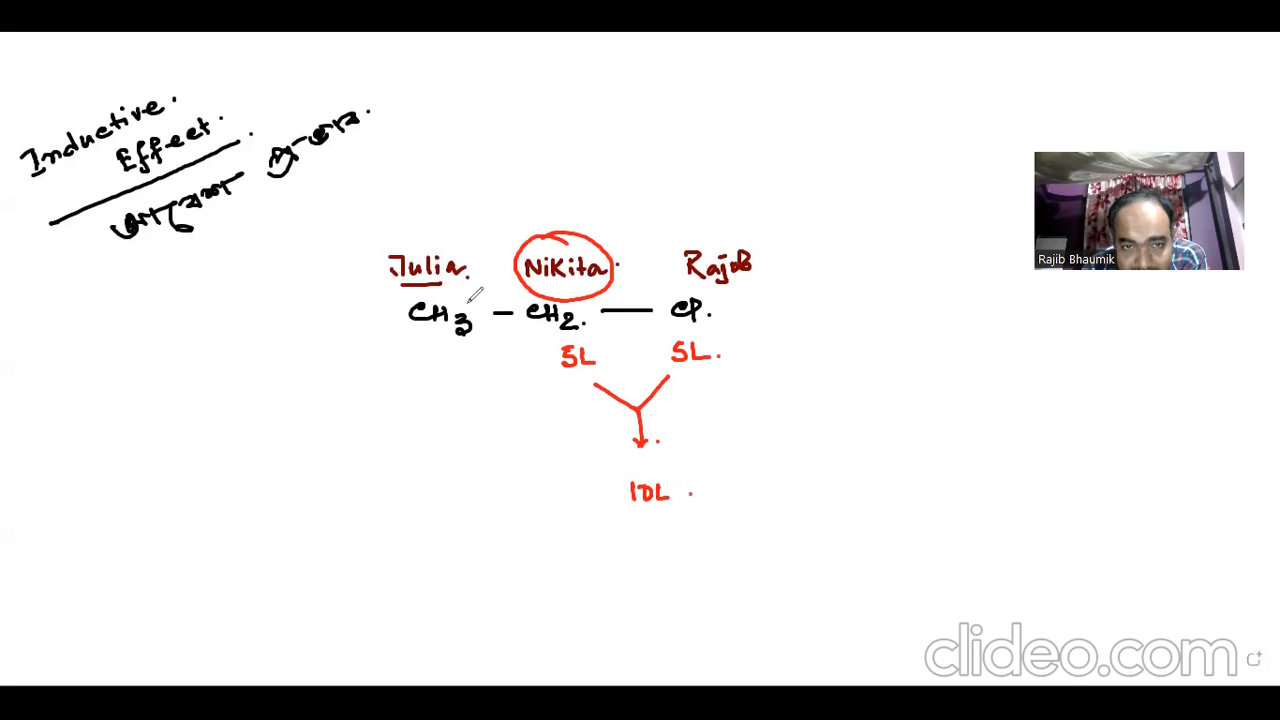 Inductive.
Effect.
Julia. Nikita. Rajib
CH3 — CH2. — Cl.
5L 5L.
10L.
Rajib Bhaumik
clideo.com